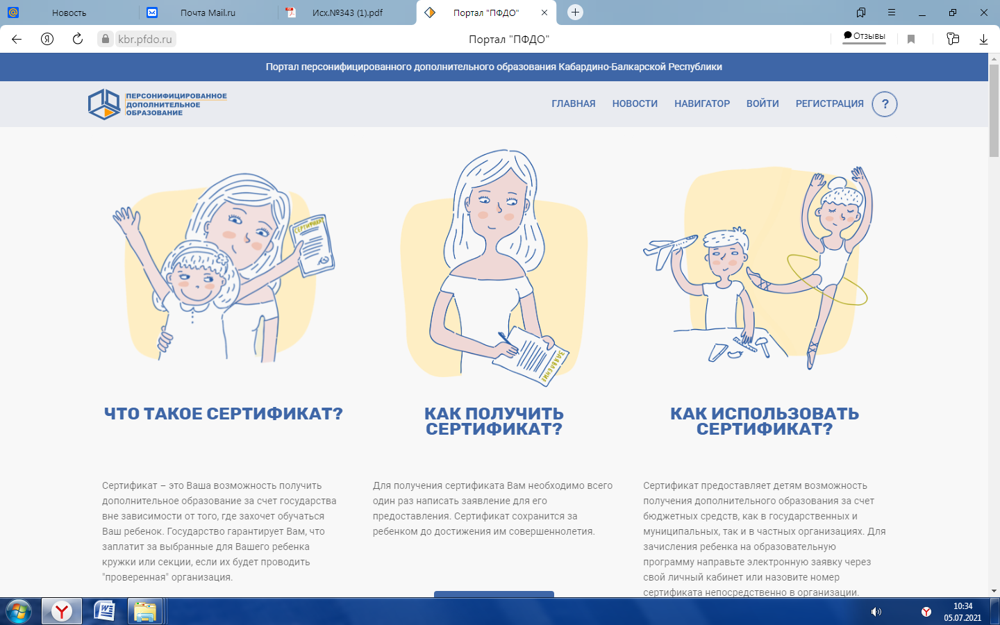 Новость
Почта Mail.ru
Исх.№343 (1).pdf
Портал "ПФДО"
kbr.pfdo.ru
Портал "ПФДО"
Отзывы
Портал персонифицированного дополнительного образования Кабардино-Балкарской Республики
ПЕРСОНИФИЦИРОВАННОЕ
ДОПОЛНИТЕЛЬНОЕ
ОБРАЗОВАНИЕ
ГЛАВНАЯ НОВОСТИ НАВИГАТОР ВОЙТИ РЕГИСТРАЦИЯ ?
СЕРТИФИКАТ
ЗАЯВЛЕНИЕ
ЧТО ТАКОЕ СЕРТИФИКАТ?
Сертификат – это Ваша возможность получить
дополнительное образование за счет государства
вне зависимости от того, где захочет обучаться
Ваш ребенок. Государство гарантирует Вам, что
заплатит за выбранные для Вашего ребенка
кружки или секции, если их будет проводить
"проверенная" организация.
КАК ПОЛУЧИТЬ
СЕРТИФИКАТ?
Для получения сертификата Вам необходимо всего
один раз написать заявление для его
предоставления. Сертификат сохранится за
ребенком до достижения им совершеннолетия.
КАК ИСПОЛЬЗОВАТЬ
СЕРТИФИКАТ?
Сертификат предоставляет детям возможность
получения дополнительного образования за счет
бюджетных средств, как в государственных и
муниципальных, так и в частных организациях. Для
зачисления ребенка на образовательную
программу направьте электронную заявку через
свой личный кабинет или назовите номер
сертификата непосредственно в организации.
10:34
05.07.2021